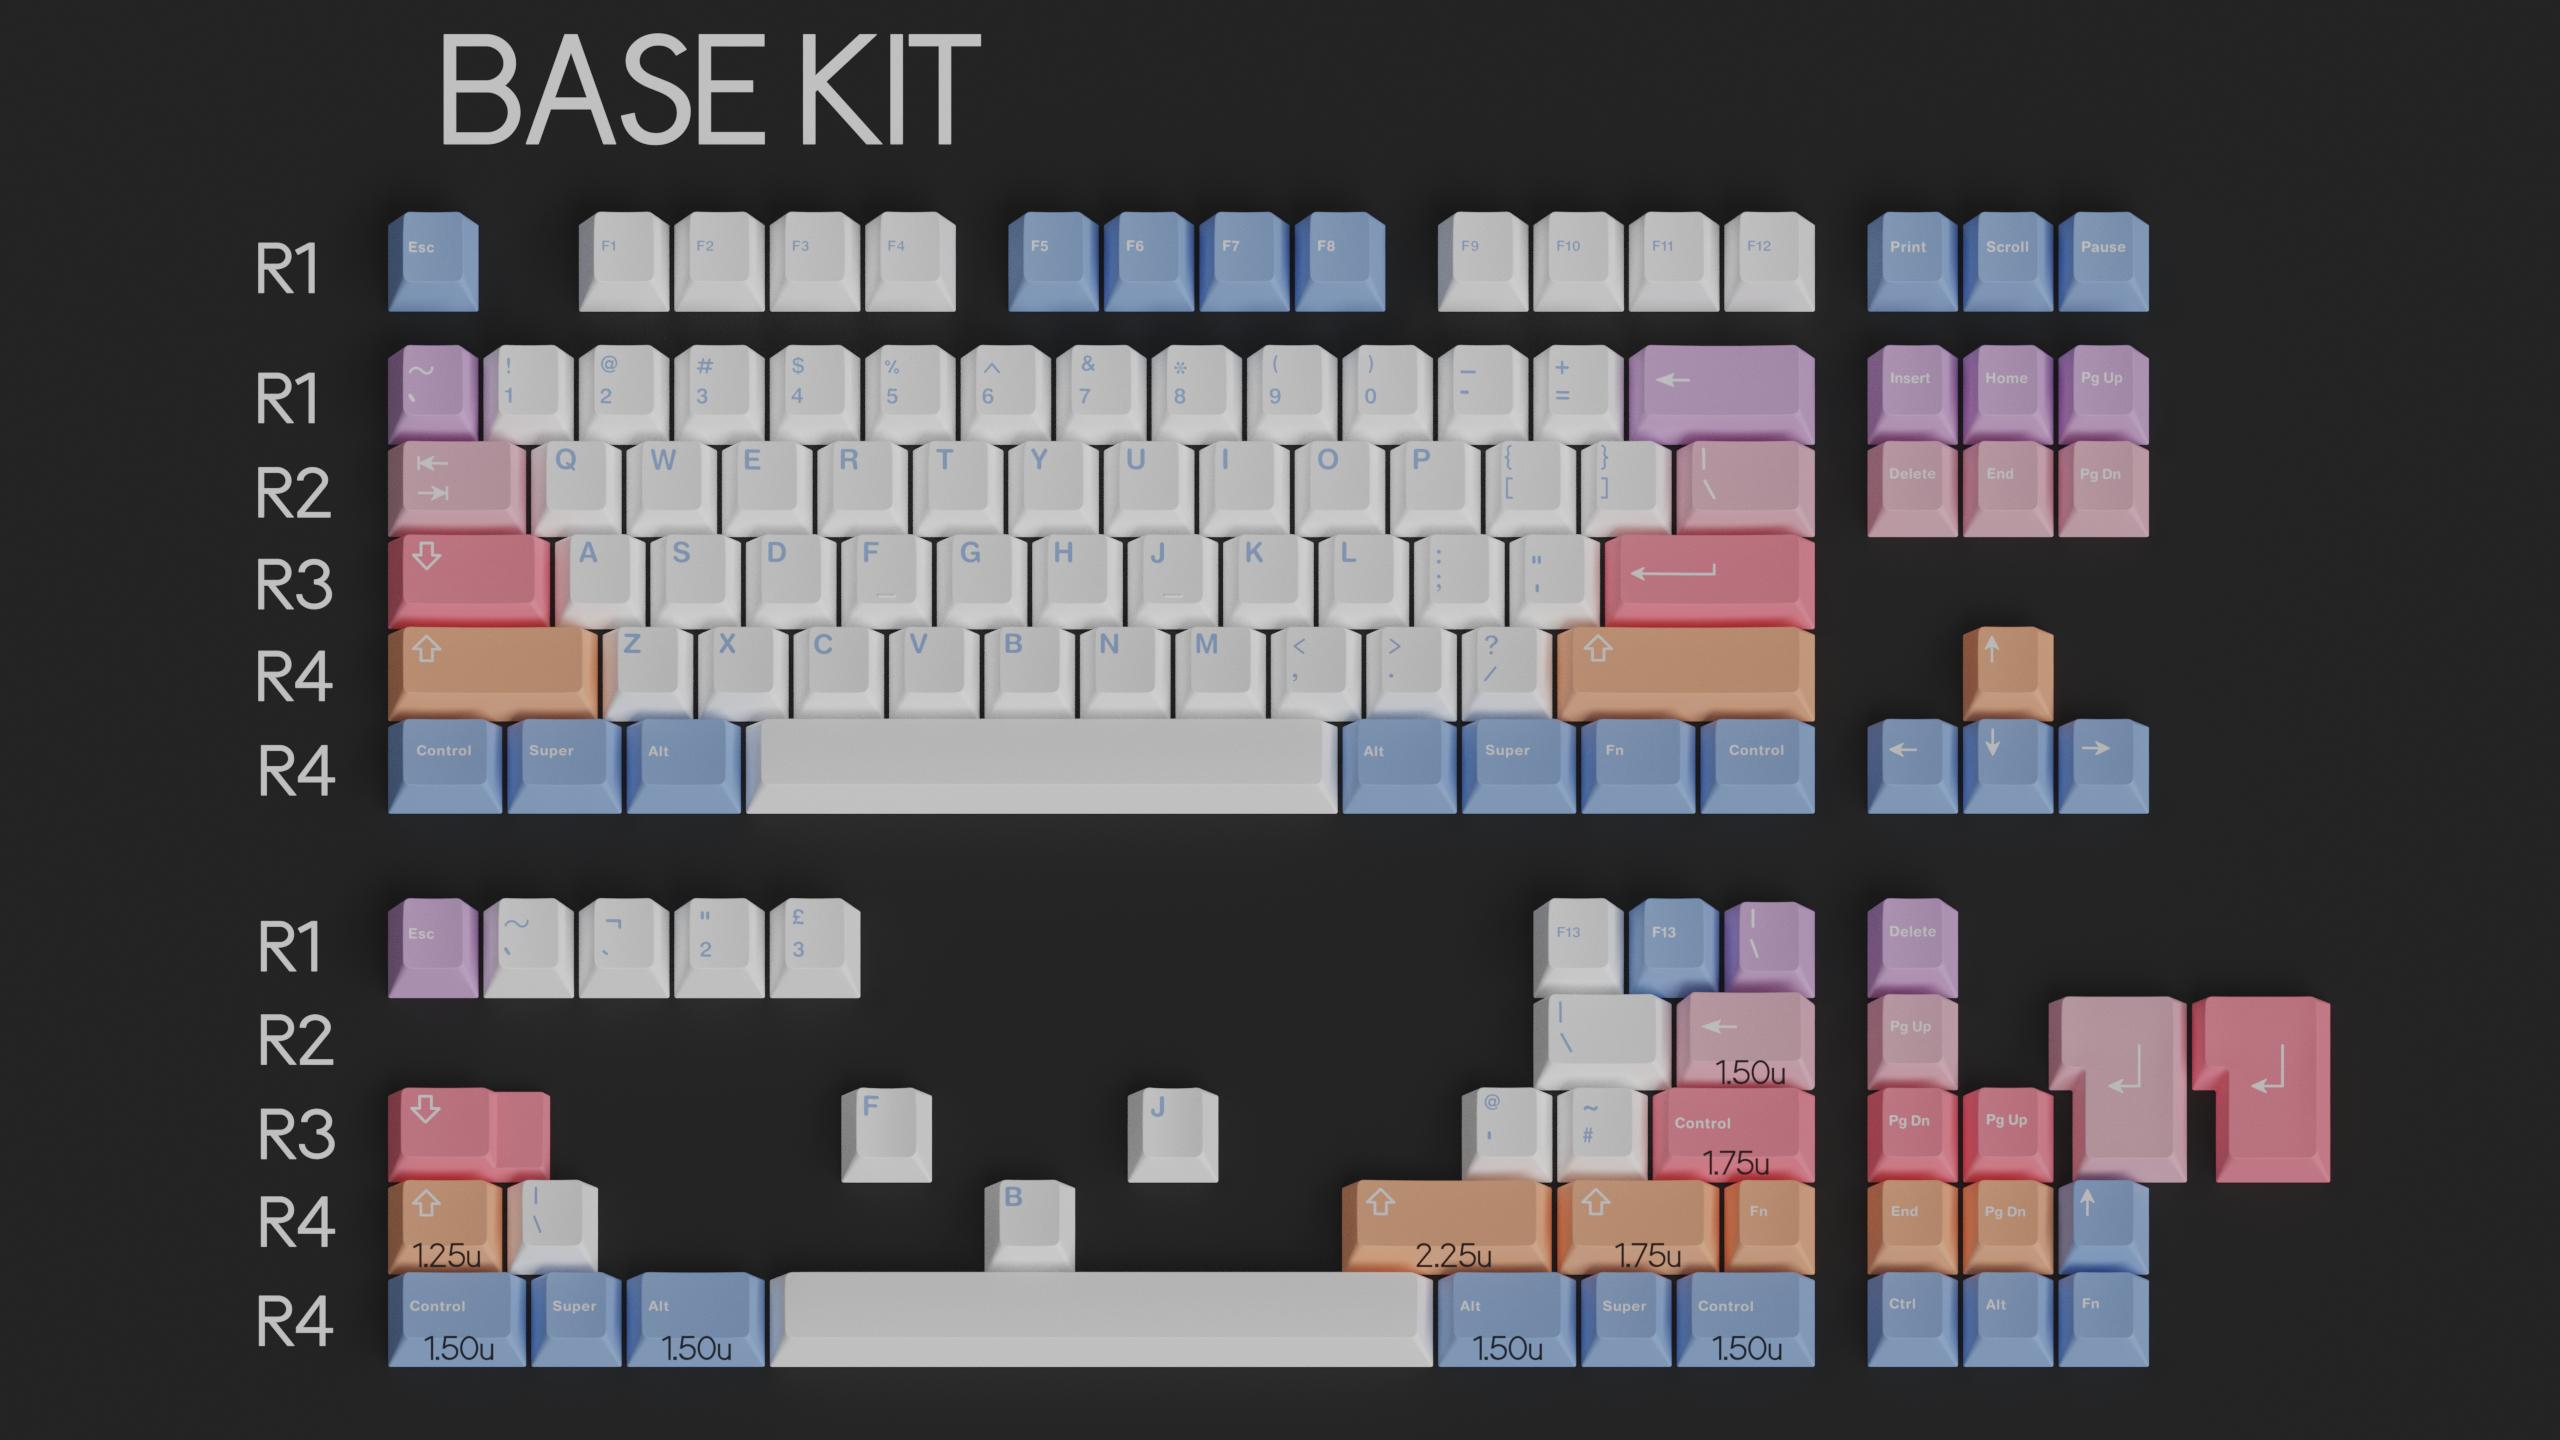 BASE KIT
R1 Esc F1 F2 F3 F4 F5 F6 F7 F8 F9 F10 F11 F12 Print Scroll Pause
R1 ~ ` ! 1 @ 2 # 3 $ 4 % 5 ^ 6 & 7 * 8 ( 9 ) 0 _ - + = ← Insert Home Pg Up
R2 ⇤ ⇥ Q W E R T Y U I O P { [ } ] | \ Delete End Pg Dn
R3 ⇩ A S D F _ G H J _ K L : ; " ' ↵
R4 ⇧ Z X C V B N M < , > . ? / ⇧ ↑
R4 Control Super Alt Alt Super Fn Control ← ↓ →
R1 Esc ~ ` ¬ ` " 2 £ 3 F13 F13 | \ Delete
R2 | \ ← 1.50u Pg Up ↵ ↵
R3 ⇩ F J @ ' ~ # Control 1.75u Pg Dn Pg Up
R4 ⇧ 1.25u | \ B ⇧ 2.25u ⇧ 1.75u Fn End Pg Dn ↑
R4 Control 1.50u Super Alt 1.50u Alt 1.50u Super Control 1.50u Ctrl Alt Fn